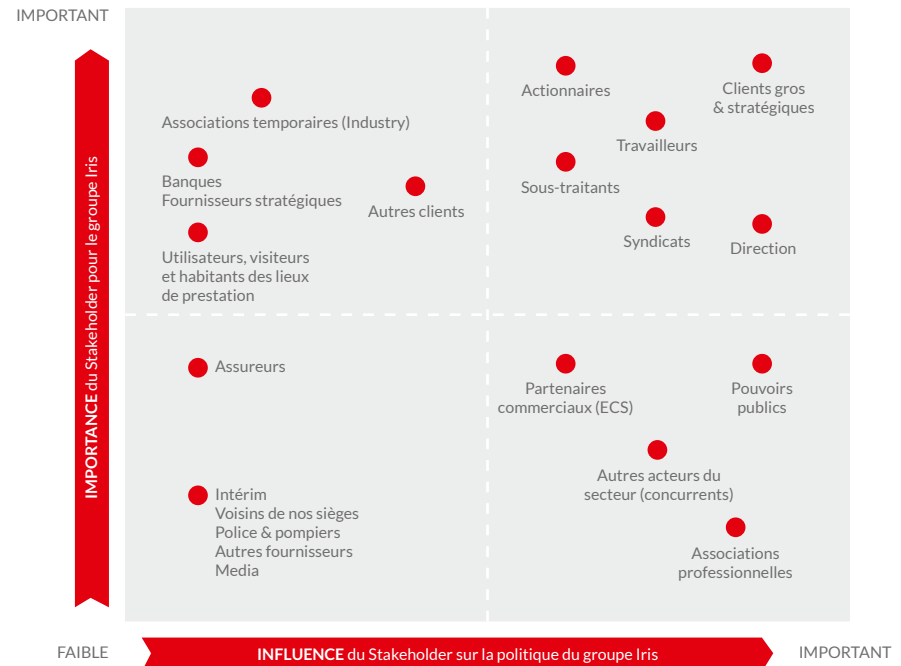 IMPORTANT
IMPORTANCE du Stakeholder pour le groupe Iris
Associations temporaires (Industry)
Banques
Fournisseurs stratégiques
Autres clients
Utilisateurs, visiteurs
et habitants des lieux
de prestation
Actionnaires
Clients gros
& stratégiques
Travailleurs
Sous-traitants
Syndicats
Direction
Assureurs
Intérim
Voisins de nos sièges
Police & pompiers
Autres fournisseurs
Media
Partenaires
commerciaux (ECS)
Pouvoirs
publics
Autres acteurs du
secteur (concurrents)
Associations
professionnelles
FAIBLE
INFLUENCE du Stakeholder sur la politique du groupe Iris
IMPORTANT